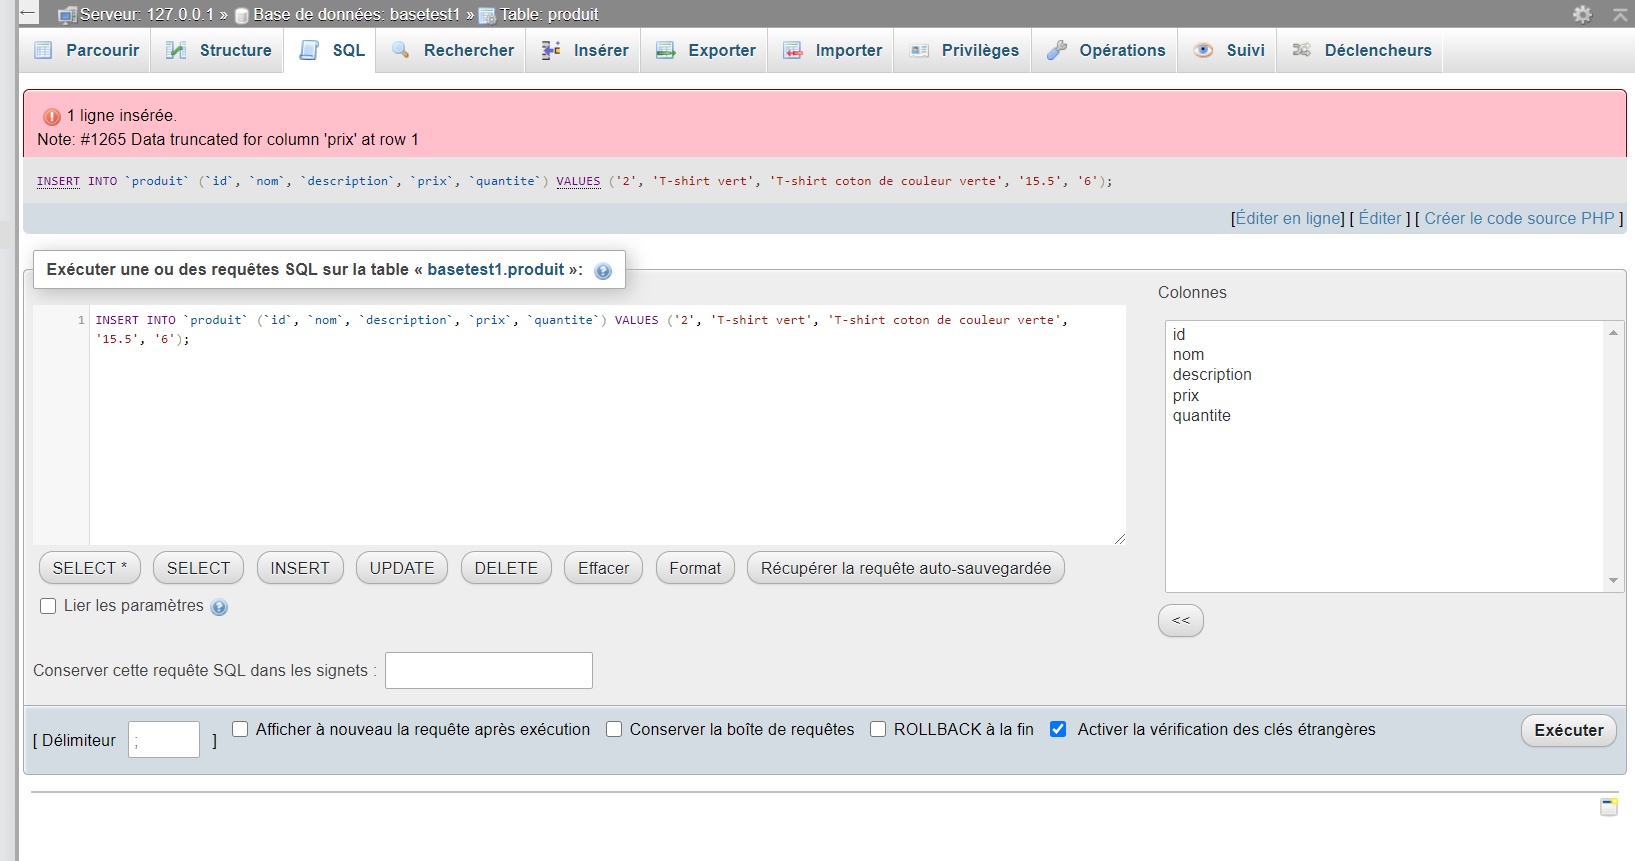 Serveur: 127.0.0.1 » Base de données: basetest1 » Table: produit
Parcourir Structure SQL Rechercher Insérer Exporter Importer Privilèges Opérations Suivi Déclencheurs
1 ligne insérée.
Note: #1265 Data truncated for column 'prix' at row 1
INSERT INTO `produit` (`id`, `nom`, `description`, `prix`, `quantite`) VALUES ('2', 'T-shirt vert', 'T-shirt coton de couleur verte', '15.5', '6');
[Éditer en ligne] [ Éditer ] [ Créer le code source PHP ]
Exécuter une ou des requêtes SQL sur la table « basetest1.produit »:
1 INSERT INTO `produit` (`id`, `nom`, `description`, `prix`, `quantite`) VALUES ('2', 'T-shirt vert', 'T-shirt coton de couleur verte',
'15.5', '6');
Colonnes
id
nom
description
prix
quantite
<<
SELECT * SELECT INSERT UPDATE DELETE Effacer Format Récupérer la requête auto-sauvegardée
Lier les paramètres
Conserver cette requête SQL dans les signets :
[ Délimiteur ; ] Afficher à nouveau la requête après exécution Conserver la boîte de requêtes ROLLBACK à la fin Activer la vérification des clés étrangères Exécuter